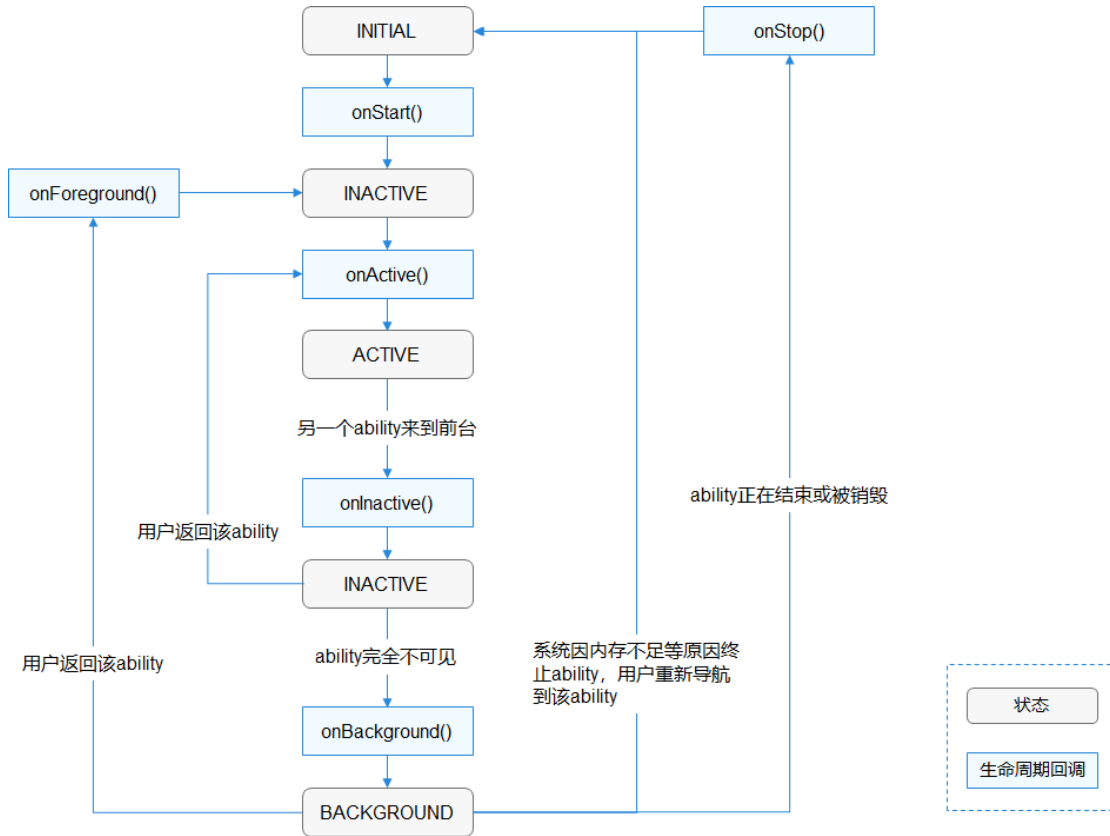 INITIAL
onStop()
onStart()
onForeground()
INACTIVE
onActive()
ACTIVE
另一个ability来到前台
onInactive()
ability正在结束或被销毁
用户返回该ability
INACTIVE
用户返回该ability
ability完全不可见
系统因内存不足等原因终
止ability，用户重新导航
到该ability
onBackground()
BACKGROUND
状态
生命周期回调